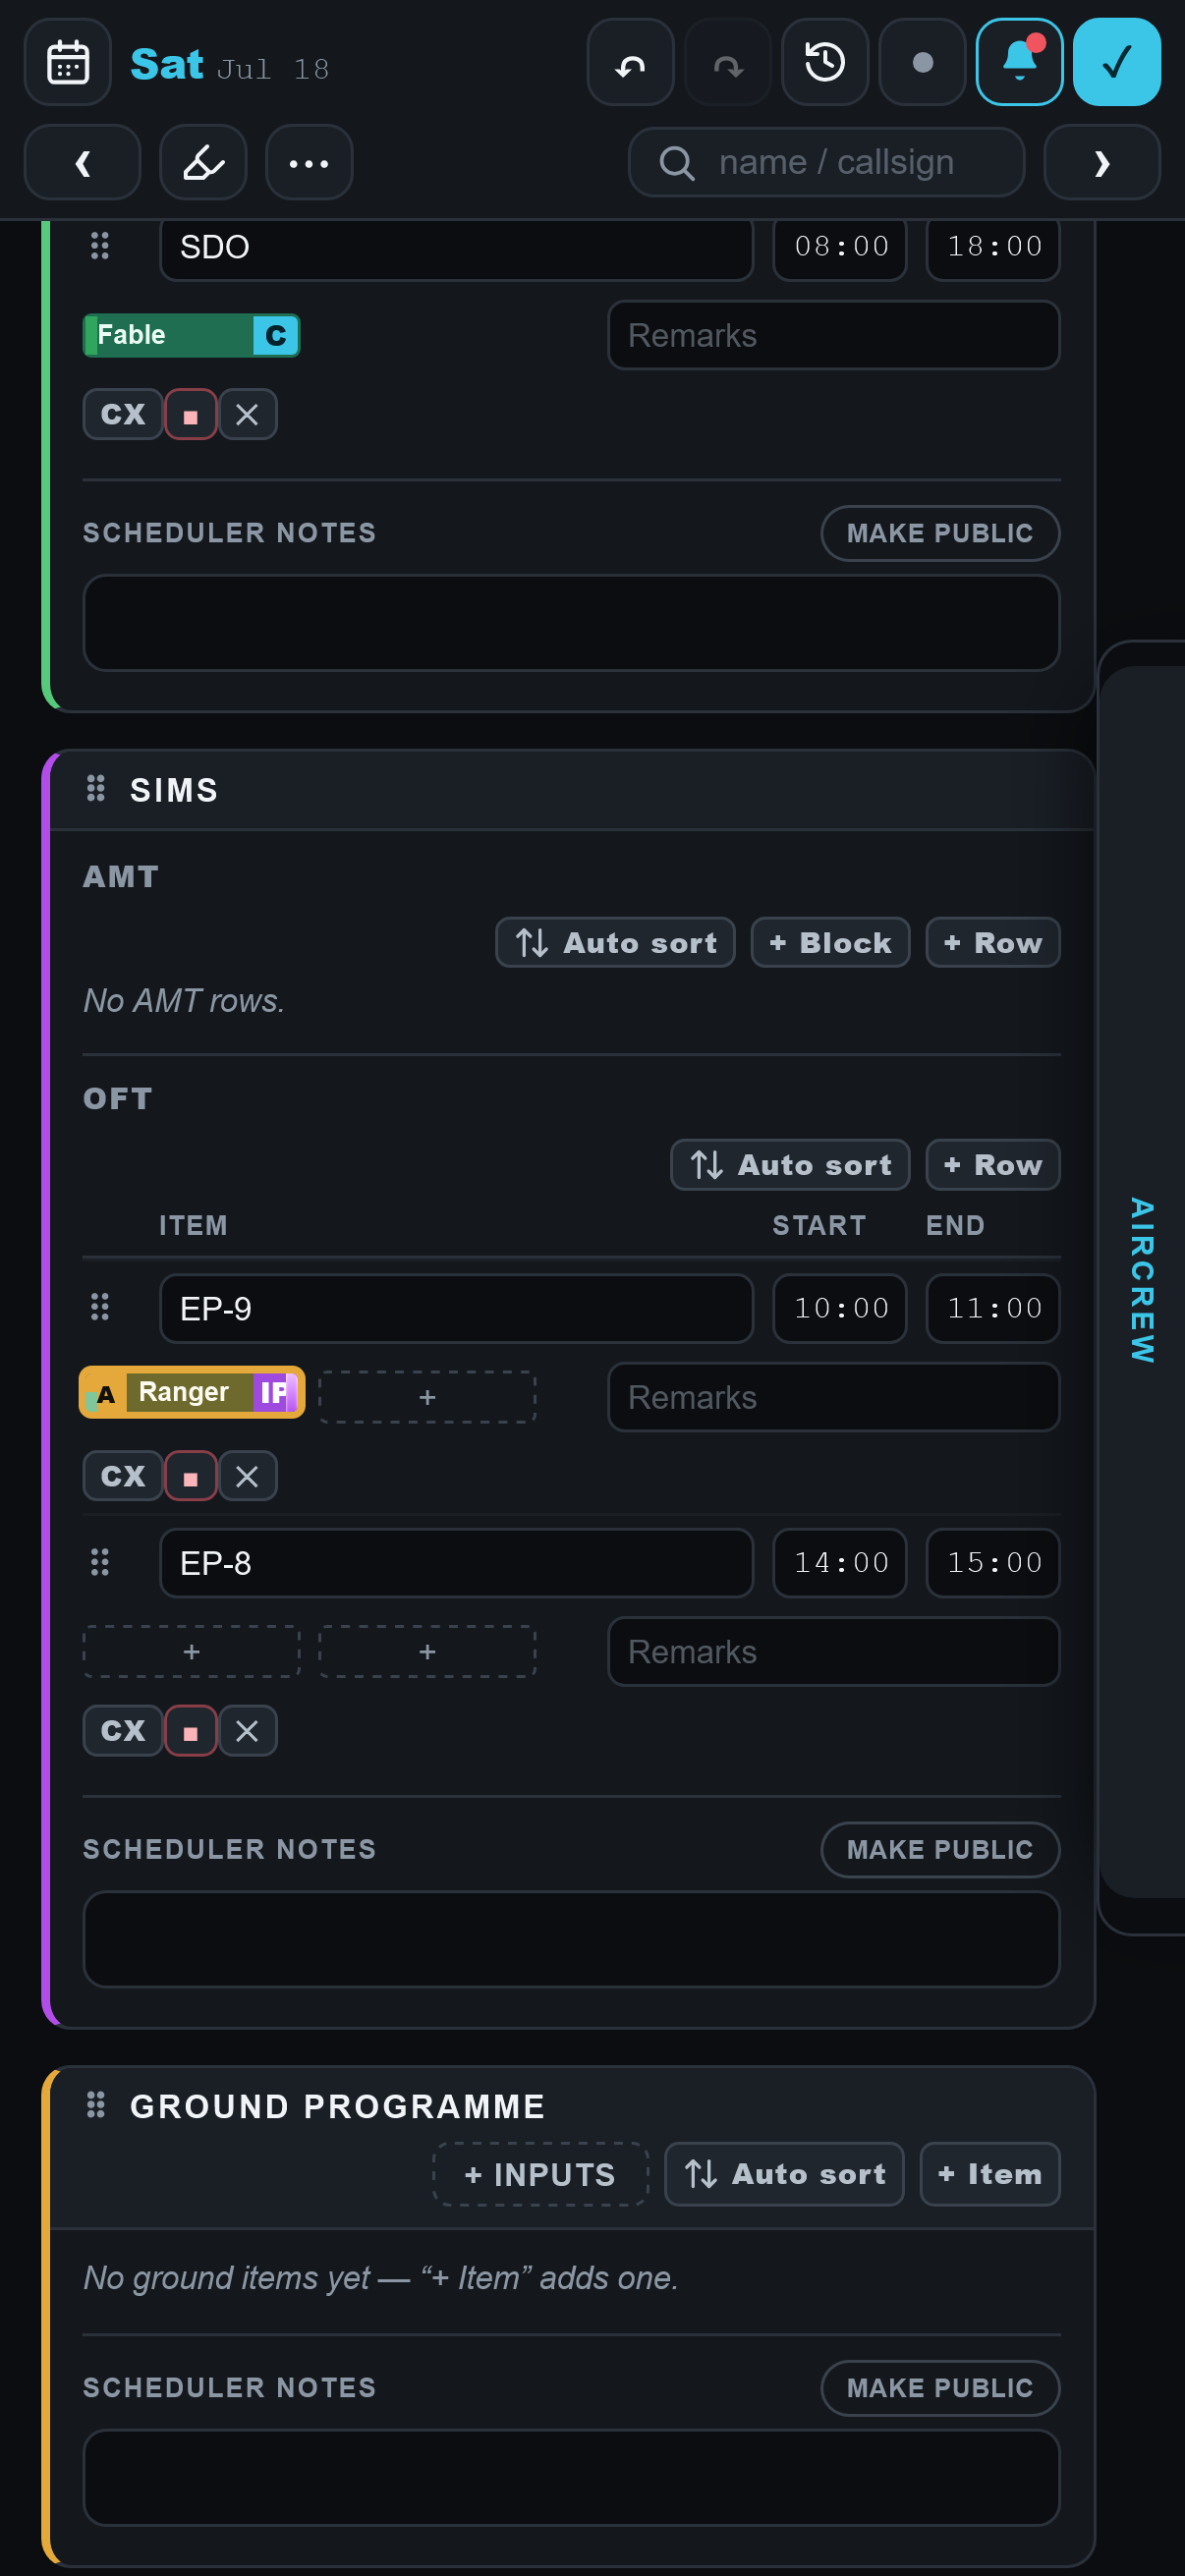 Sat Jul 18
name / callsign
SDO 08:00 18:00
Fable C Remarks
CX
SCHEDULER NOTES MAKE PUBLIC
SIMS
AMT
Auto sort + Block + Row
No AMT rows.
OFT
Auto sort + Row
ITEM START END
EP-9 10:00 11:00
A Ranger IP + Remarks
CX
EP-8 14:00 15:00
+ + Remarks
CX
SCHEDULER NOTES MAKE PUBLIC
AIRCREW
GROUND PROGRAMME
+ INPUTS Auto sort + Item
No ground items yet — “+ Item” adds one.
SCHEDULER NOTES MAKE PUBLIC